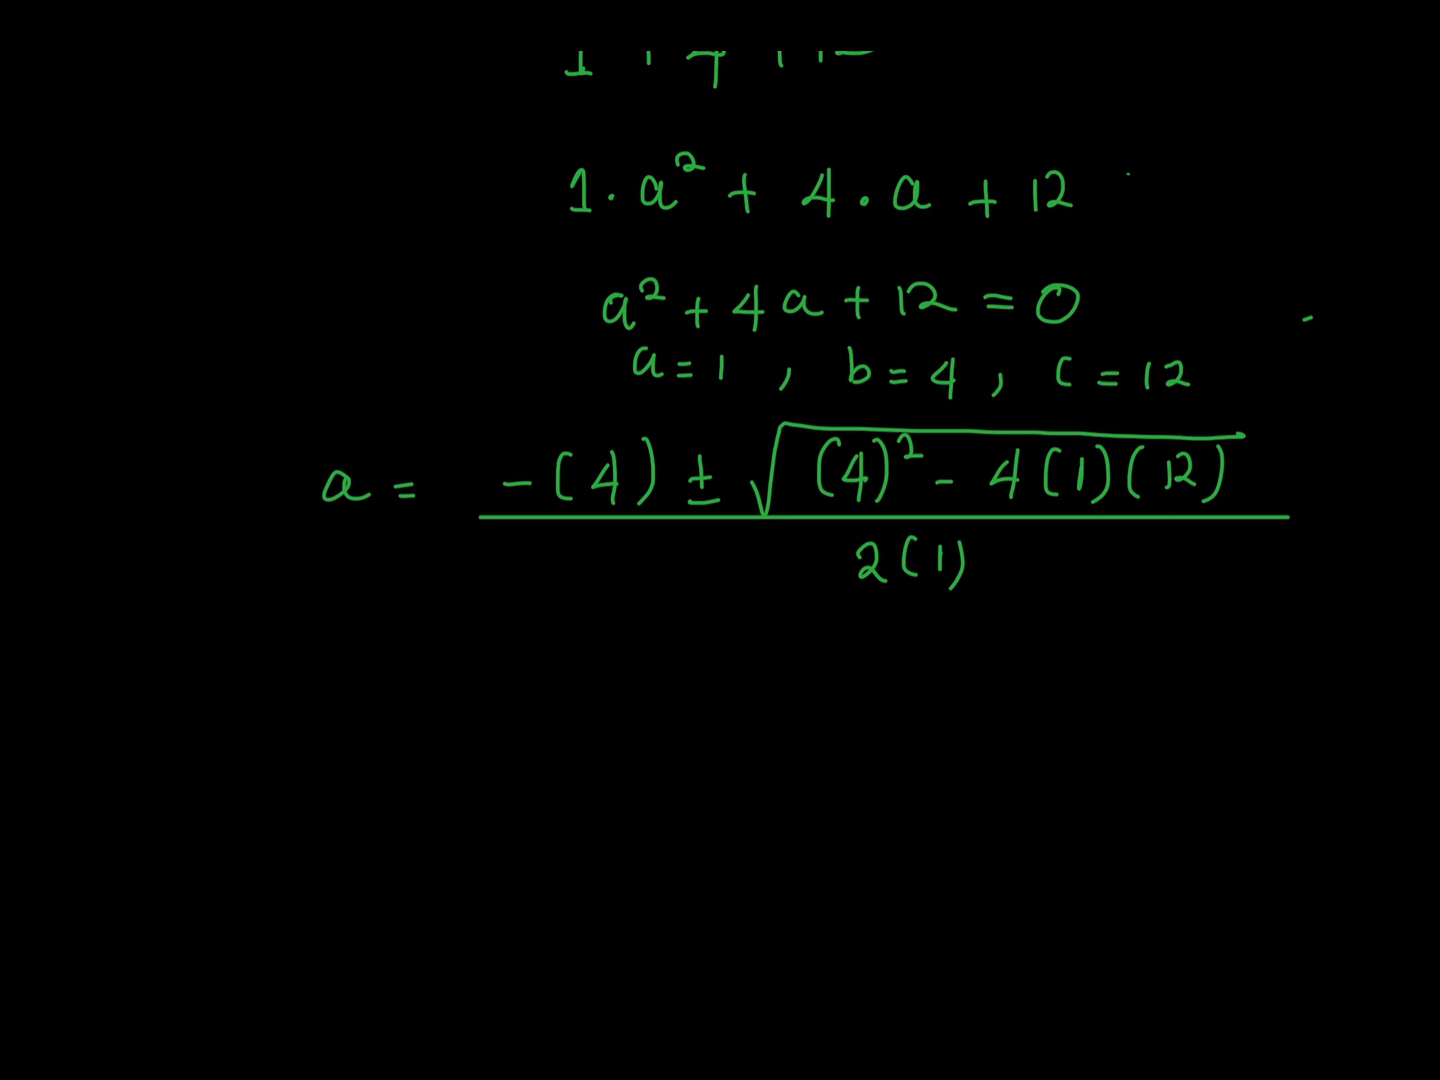 1 · a² + 4 · a + 12
a² + 4a + 12 = 0
a = 1 , b = 4 , c = 12
a = -(4) ± √(4)² - 4(1)(12)
2(1)